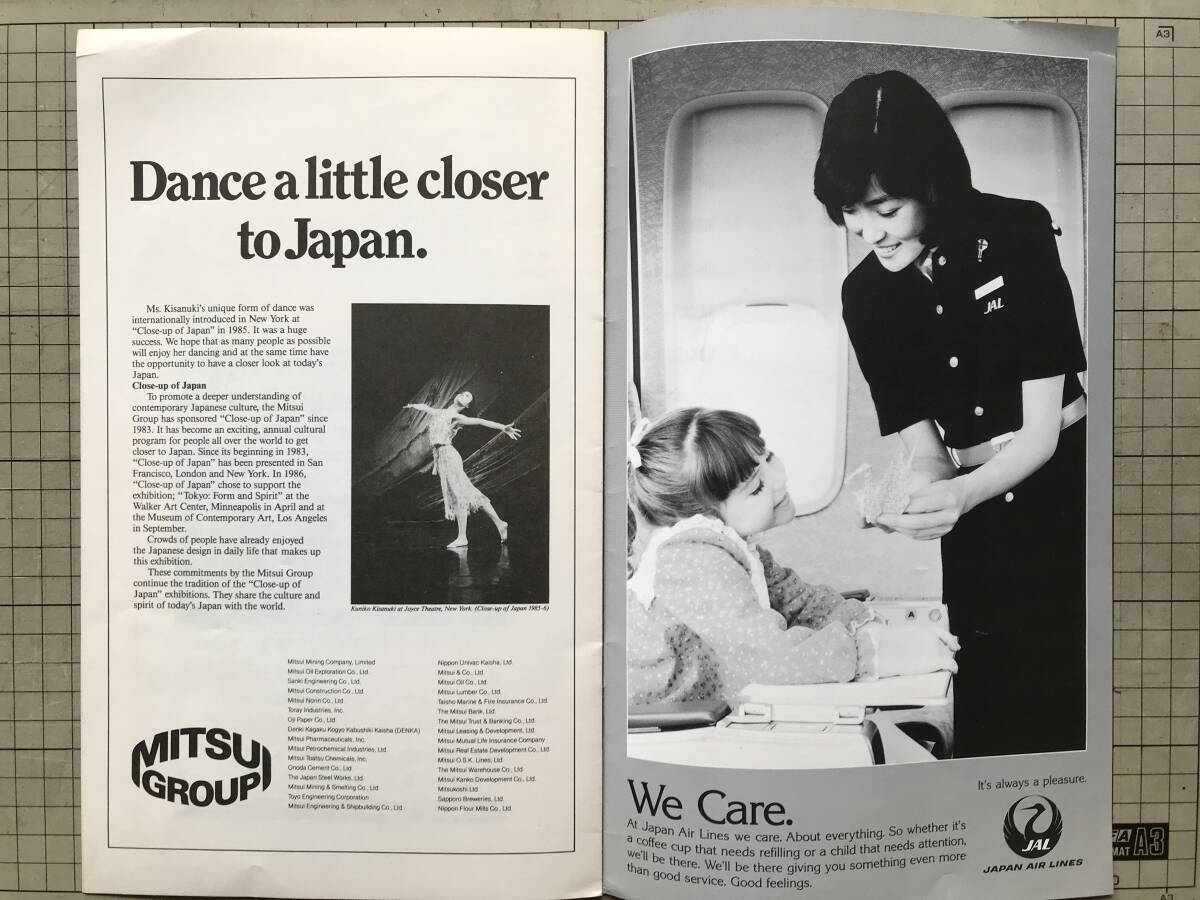 Dance a little closer
to Japan.
Ms. Kisanuki's unique form of dance was
internationally introduced in New York at
"Close-up of Japan" in 1985. It was a huge
success. We hope that as many people as possible
will enjoy her dancing and at the same time have
the opportunity to have a closer look at today's
Japan.
Close-up of Japan
To promote a deeper understanding of
contemporary Japanese culture, the Mitsui
Group has sponsored "Close-up of Japan" since
1983. It has become an exciting, annual cultural
program for people all over the world to get
closer to Japan. Since its beginning in 1983,
"Close-up of Japan" has been presented in San
Francisco, London and New York. In 1986,
"Close-up of Japan" chose to support the
exhibition; "Tokyo: Form and Spirit" at the
Walker Art Center, Minneapolis in April and at
the Museum of Contemporary Art, Los Angeles
in September.
Crowds of people have already enjoyed
the Japanese design in daily life that makes up
this exhibition.
These commitments by the Mitsui Group
continue the tradition of the "Close-up of
Japan" exhibitions. They share the culture and
spirit of today's Japan with the world.
Kuniko Kisanuki at Joyce Theatre, New York. (Close-up of Japan 1985-6)
MITSUI
GROUP
Mitsui Mining Company, Limited
Mitsui Oil Exploration Co., Ltd.
Sanki Engineering Co., Ltd.
Mitsui Construction Co., Ltd.
Mitsui Norin Co., Ltd.
Toray Industries, Inc.
Oji Paper Co., Ltd.
Denki Kagaku Kogyo Kabushiki Kaisha (DENKA)
Mitsui Pharmaceuticals, Inc.
Mitsui Petrochemical Industries, Ltd.
Mitsui Toatsu Chemicals, Inc.
Onoda Cement Co., Ltd.
The Japan Steel Works, Ltd.
Mitsui Mining & Smelting Co., Ltd.
Toyo Engineering Corporation
Mitsui Engineering & Shipbuilding Co., Ltd.
Nippon Univac Kaisha, Ltd.
Mitsui & Co., Ltd.
Mitsui Oil Co., Ltd.
Mitsui Lumber Co., Ltd.
Taisho Marine & Fire Insurance Co., Ltd.
The Mitsui Bank, Ltd.
The Mitsui Trust & Banking Co., Ltd.
Mitsui Leasing & Development, Ltd.
Mitsui Mutual Life Insurance Company
Mitsui Real Estate Development Co., Ltd.
Mitsui O.S.K. Lines, Ltd.
The Mitsui Warehouse Co., Ltd.
Mitsui Kanko Development Co., Ltd.
Mitsukoshi Ltd.
Sapporo Breweries, Ltd.
Nippon Flour Mills Co., Ltd.
JAL
A
We Care.
At Japan Air Lines we care. About everything. So whether it's
a coffee cup that needs refilling or a child that needs attention,
we'll be there. We'll be there giving you something even more
than good service. Good feelings.
It's always a pleasure.
JAL
JAPAN AIR LINES
A3
A3
A3